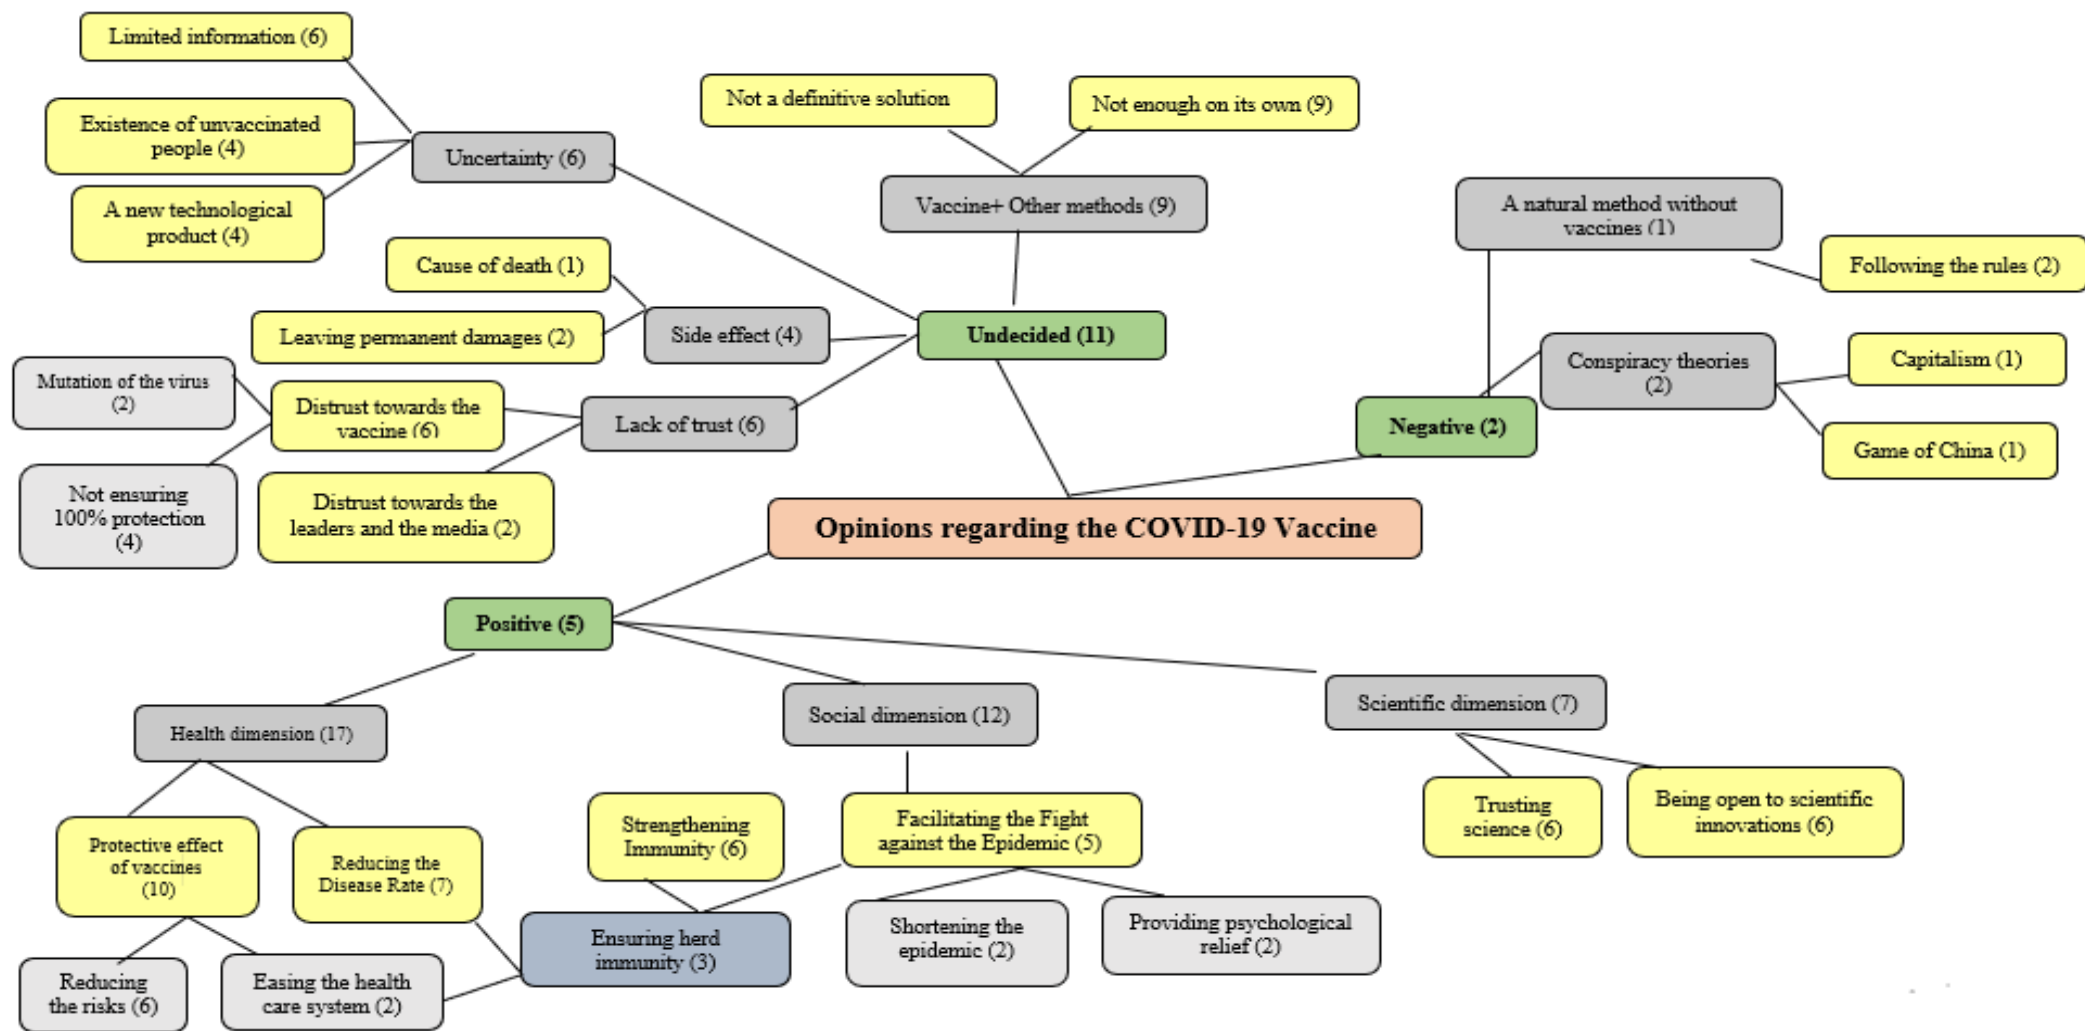 Limited information (6)
Existence of unvaccinated
people (4)
A new technological
product (4)
Uncertainty (6)
Not a definitive solution
Not enough on its own (9)
Vaccine+ Other methods (9)
A natural method without
vaccines (1)
Following the rules (2)
Cause of death (1)
Leaving permanent damages (2)
Side effect (4)
Undecided (11)
Conspiracy theories
(2)
Capitalism (1)
Game of China (1)
Negative (2)
Mutation of the virus
(2)
Distrust towards the
vaccine (6)
Lack of trust (6)
Not ensuring
100% protection
(4)
Distrust towards the
leaders and the media (2)
Opinions regarding the COVID-19 Vaccine
Positive (5)
Health dimension (17)
Social dimension (12)
Scientific dimension (7)
Protective effect
of vaccines
(10)
Reducing the
Disease Rate (7)
Strengthening
Immunity (6)
Facilitating the Fight
against the Epidemic (5)
Trusting
science (6)
Being open to scientific
innovations (6)
Reducing
the risks (6)
Easing the health
care system (2)
Ensuring herd
immunity (3)
Shortening the
epidemic (2)
Providing psychological
relief (2)